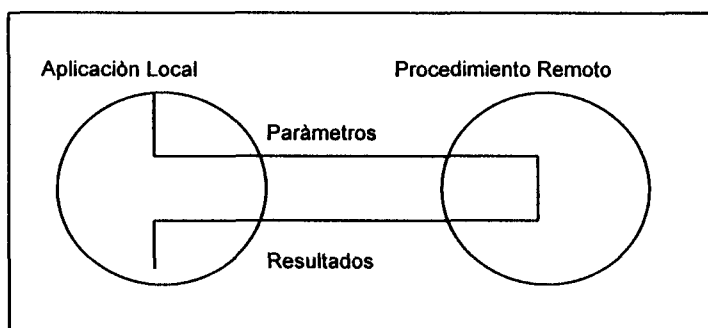 Aplicaciòn Local
Procedimiento Remoto
Paràmetros
Resultados